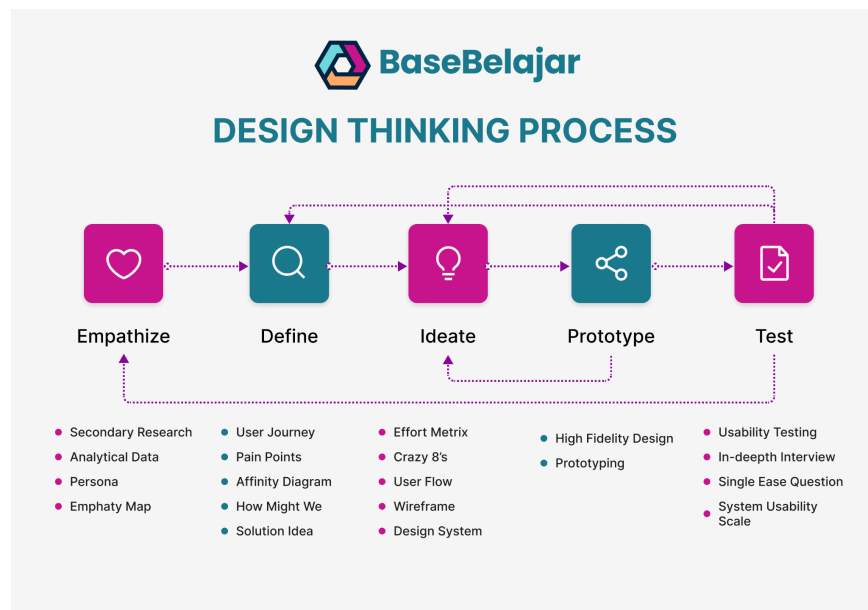 BaseBelajar
DESIGN THINKING PROCESS
Empathize
Define
Ideate
Prototype
Test
Secondary Research
Analytical Data
Persona
Emphaty Map
User Journey
Pain Points
Affinity Diagram
How Might We
Solution Idea
Effort Metrix
Crazy 8's
User Flow
Wireframe
Design System
High Fidelity Design
Prototyping
Usability Testing
In-deepth Interview
Single Ease Question
System Usability
Scale